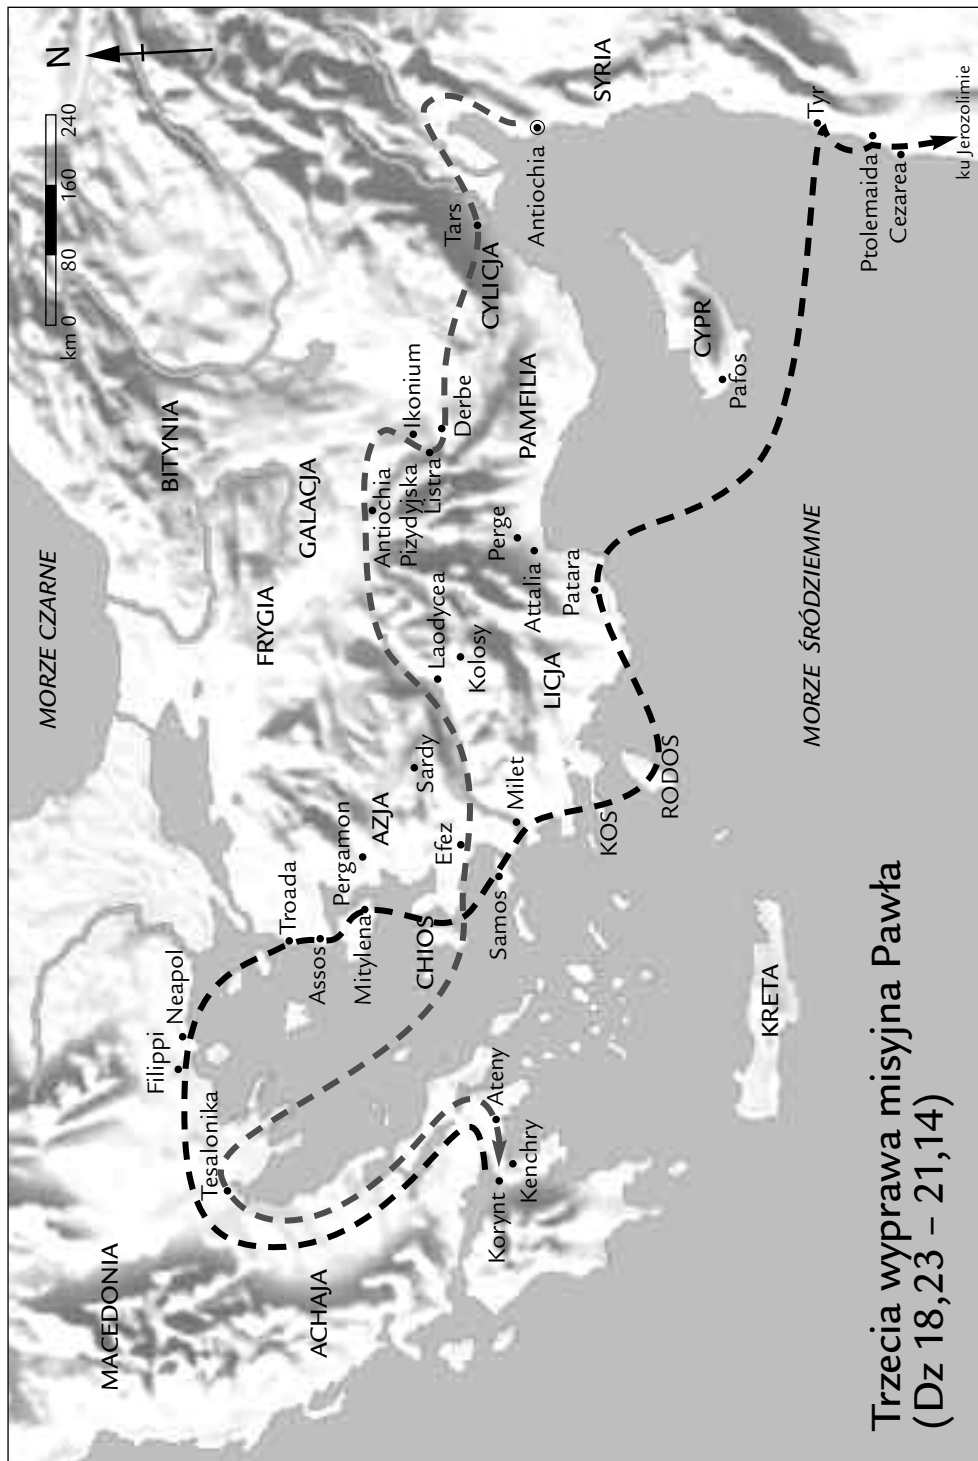 MORZE CZARNE
N
km 0 80 160 240
MACEDONIA
Filippi
Neapol
Tesalonika
BITYNIA
ACHAJA
Troada
Assos
Mitylena
Pergamon
AZJA
FRYGIA
GALACJA
CHIOS
Efez
Sardy
Laodycea
Kolosy
Antiochia
Pizydyjska
Listra
Ikonium
Derbe
Tars
CYLICJA
Antiochia
SYRIA
Korynt
Kenchry
Ateny
Samos
Milet
LICJA
Attalia
Perge
PAMFILIA
Patara
KOS
RODOS
CYPR
Pafos
KRETA
MORZE ŚRÓDZIEMNE
Tyr
Ptolemaida
Cezarea
ku Jerozolimie
Trzecia wyprawa misyjna Pawła
(Dz 18,23 – 21,14)